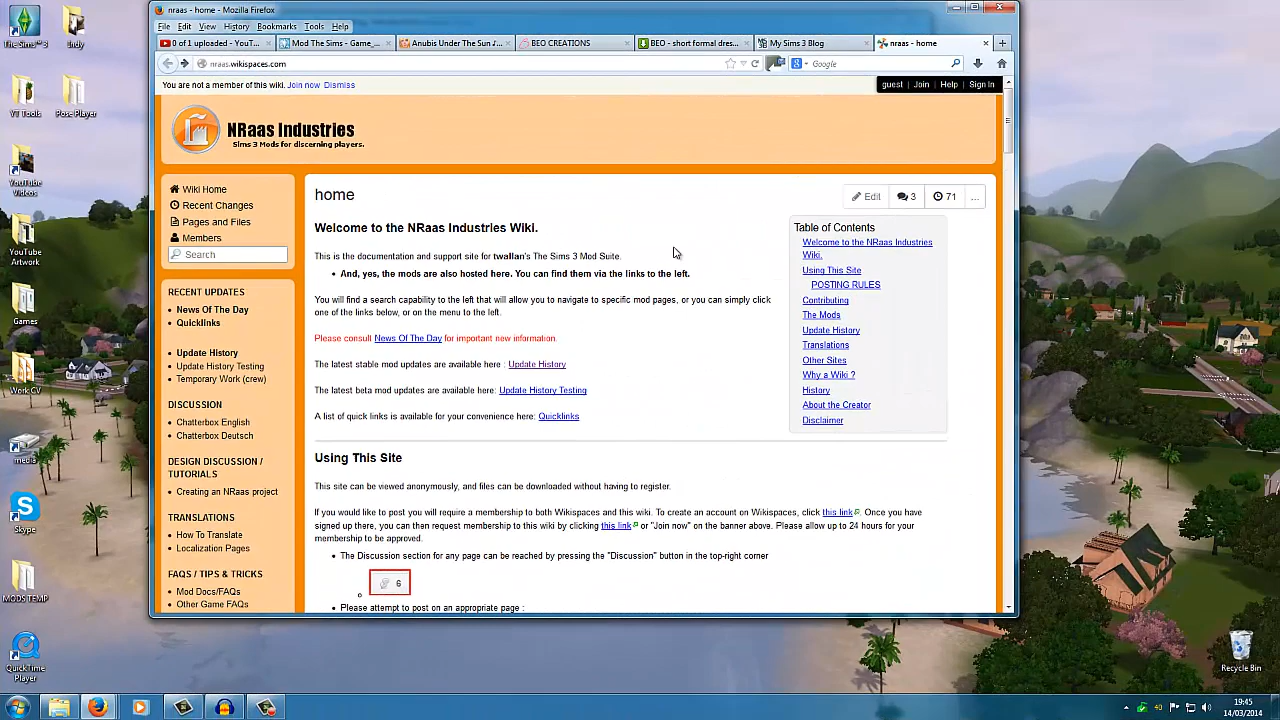 nraas - home - Mozilla Firefox
File Edit View History Bookmarks Tools Help
0 of 1 uploaded - YouT...
Mod The Sims - Game_...
Anubis Under The Sun
BEO CREATIONS
BEO - short formal dres...
My Sims 3 Blog
nraas - home
nraas.wikispaces.com
Google
You are not a member of this wiki. Join now Dismiss
guest | Join | Help | Sign In
NRaas Industries
Sims 3 Mods for discerning players.
Wiki Home
Recent Changes
Pages and Files
Members
Search
RECENT UPDATES
• News Of The Day
• Quicklinks
• Update History
• Update History Testing
• Temporary Work (crew)
DISCUSSION
• Chatterbox English
• Chatterbox Deutsch
DESIGN DISCUSSION /
TUTORIALS
• Creating an NRaas project
TRANSLATIONS
• How To Translate
• Localization Pages
FAQS / TIPS & TRICKS
• Mod Docs/FAQs
• Other Game FAQs
home
Edit 3 71 ...
Welcome to the NRaas Industries Wiki.
This is the documentation and support site for twallan's The Sims 3 Mod Suite.
• And, yes, the mods are also hosted here. You can find them via the links to the left.
You will find a search capability to the left that will allow you to navigate to specific mod pages, or you can simply click
one of the links below, or on the menu to the left.
Please consult News Of The Day for important new information.
The latest stable mod updates are available here : Update History
The latest beta mod updates are available here: Update History Testing
A list of quick links is available for your convenience here: Quicklinks
Table of Contents
Welcome to the NRaas Industries
Wiki.
Using This Site
POSTING RULES
Contributing
The Mods
Update History
Translations
Other Sites
Why a Wiki ?
History
About the Creator
Disclaimer
Using This Site
This site can be viewed anonymously, and files can be downloaded without having to register.
If you would like to post you will require a membership to both Wikispaces and this wiki. To create an account on Wikispaces, click this link. Once you have
signed up there, you can then request membership to this wiki by clicking this link or "Join now" on the banner above. Please allow up to 24 hours for your
membership to be approved.
• The Discussion section for any page can be reached by pressing the "Discussion" button in the top-right corner
6
• Please attempt to post on an appropriate page :
The Sims™ 3
Indy
YT Tools
Pose Player
YouTube
Videos
YouTube
Artwork
Games
Work CV
media
Skype
MODS TEMP
QuickTime
Player
Recycle Bin
40
19:45
14/03/2014